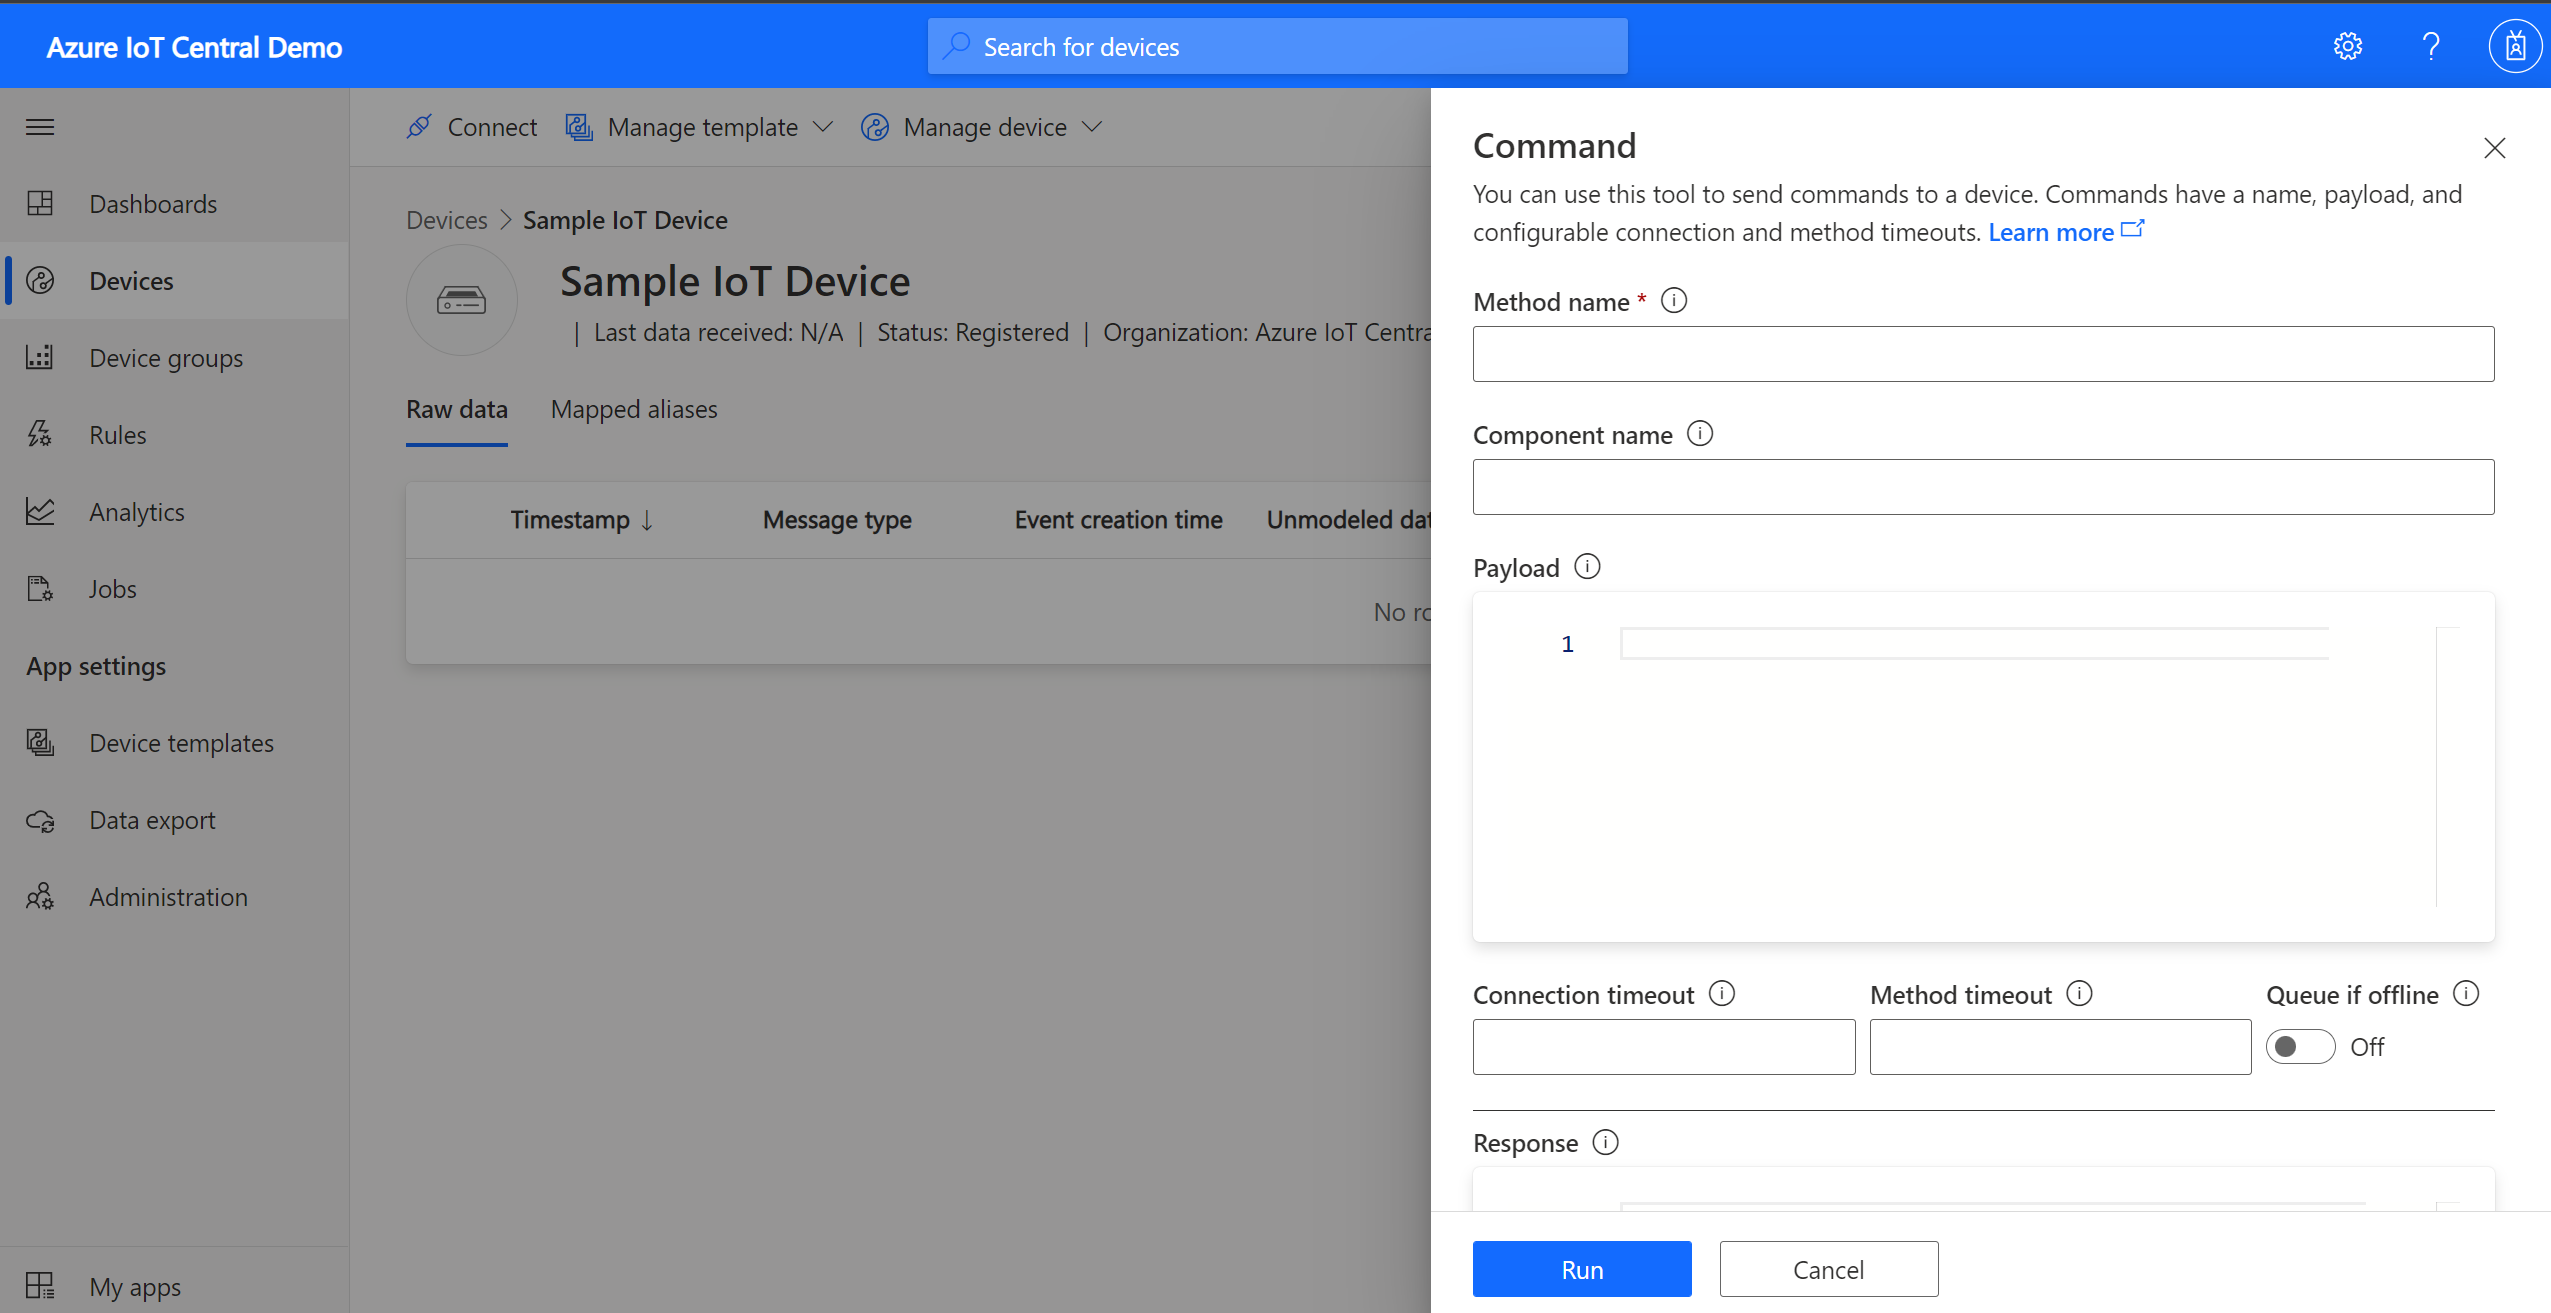 Azure IoT Central Demo
Search for devices
Connect
Manage template
Manage device
Dashboards
Devices
Device groups
Rules
Analytics
Jobs
App settings
Device templates
Data export
Administration
My apps
Devices > Sample IoT Device
Sample IoT Device
| Last data received: N/A | Status: Registered | Organization: Azure IoT Centra
Raw data
Mapped aliases
Timestamp ↓
Message type
Event creation time
Unmodeled dat
No ro
Command
You can use this tool to send commands to a device. Commands have a name, payload, and
configurable connection and method timeouts. Learn more
Method name *
Component name
Payload
1
Connection timeout
Method timeout
Queue if offline
Off
Response
Run
Cancel